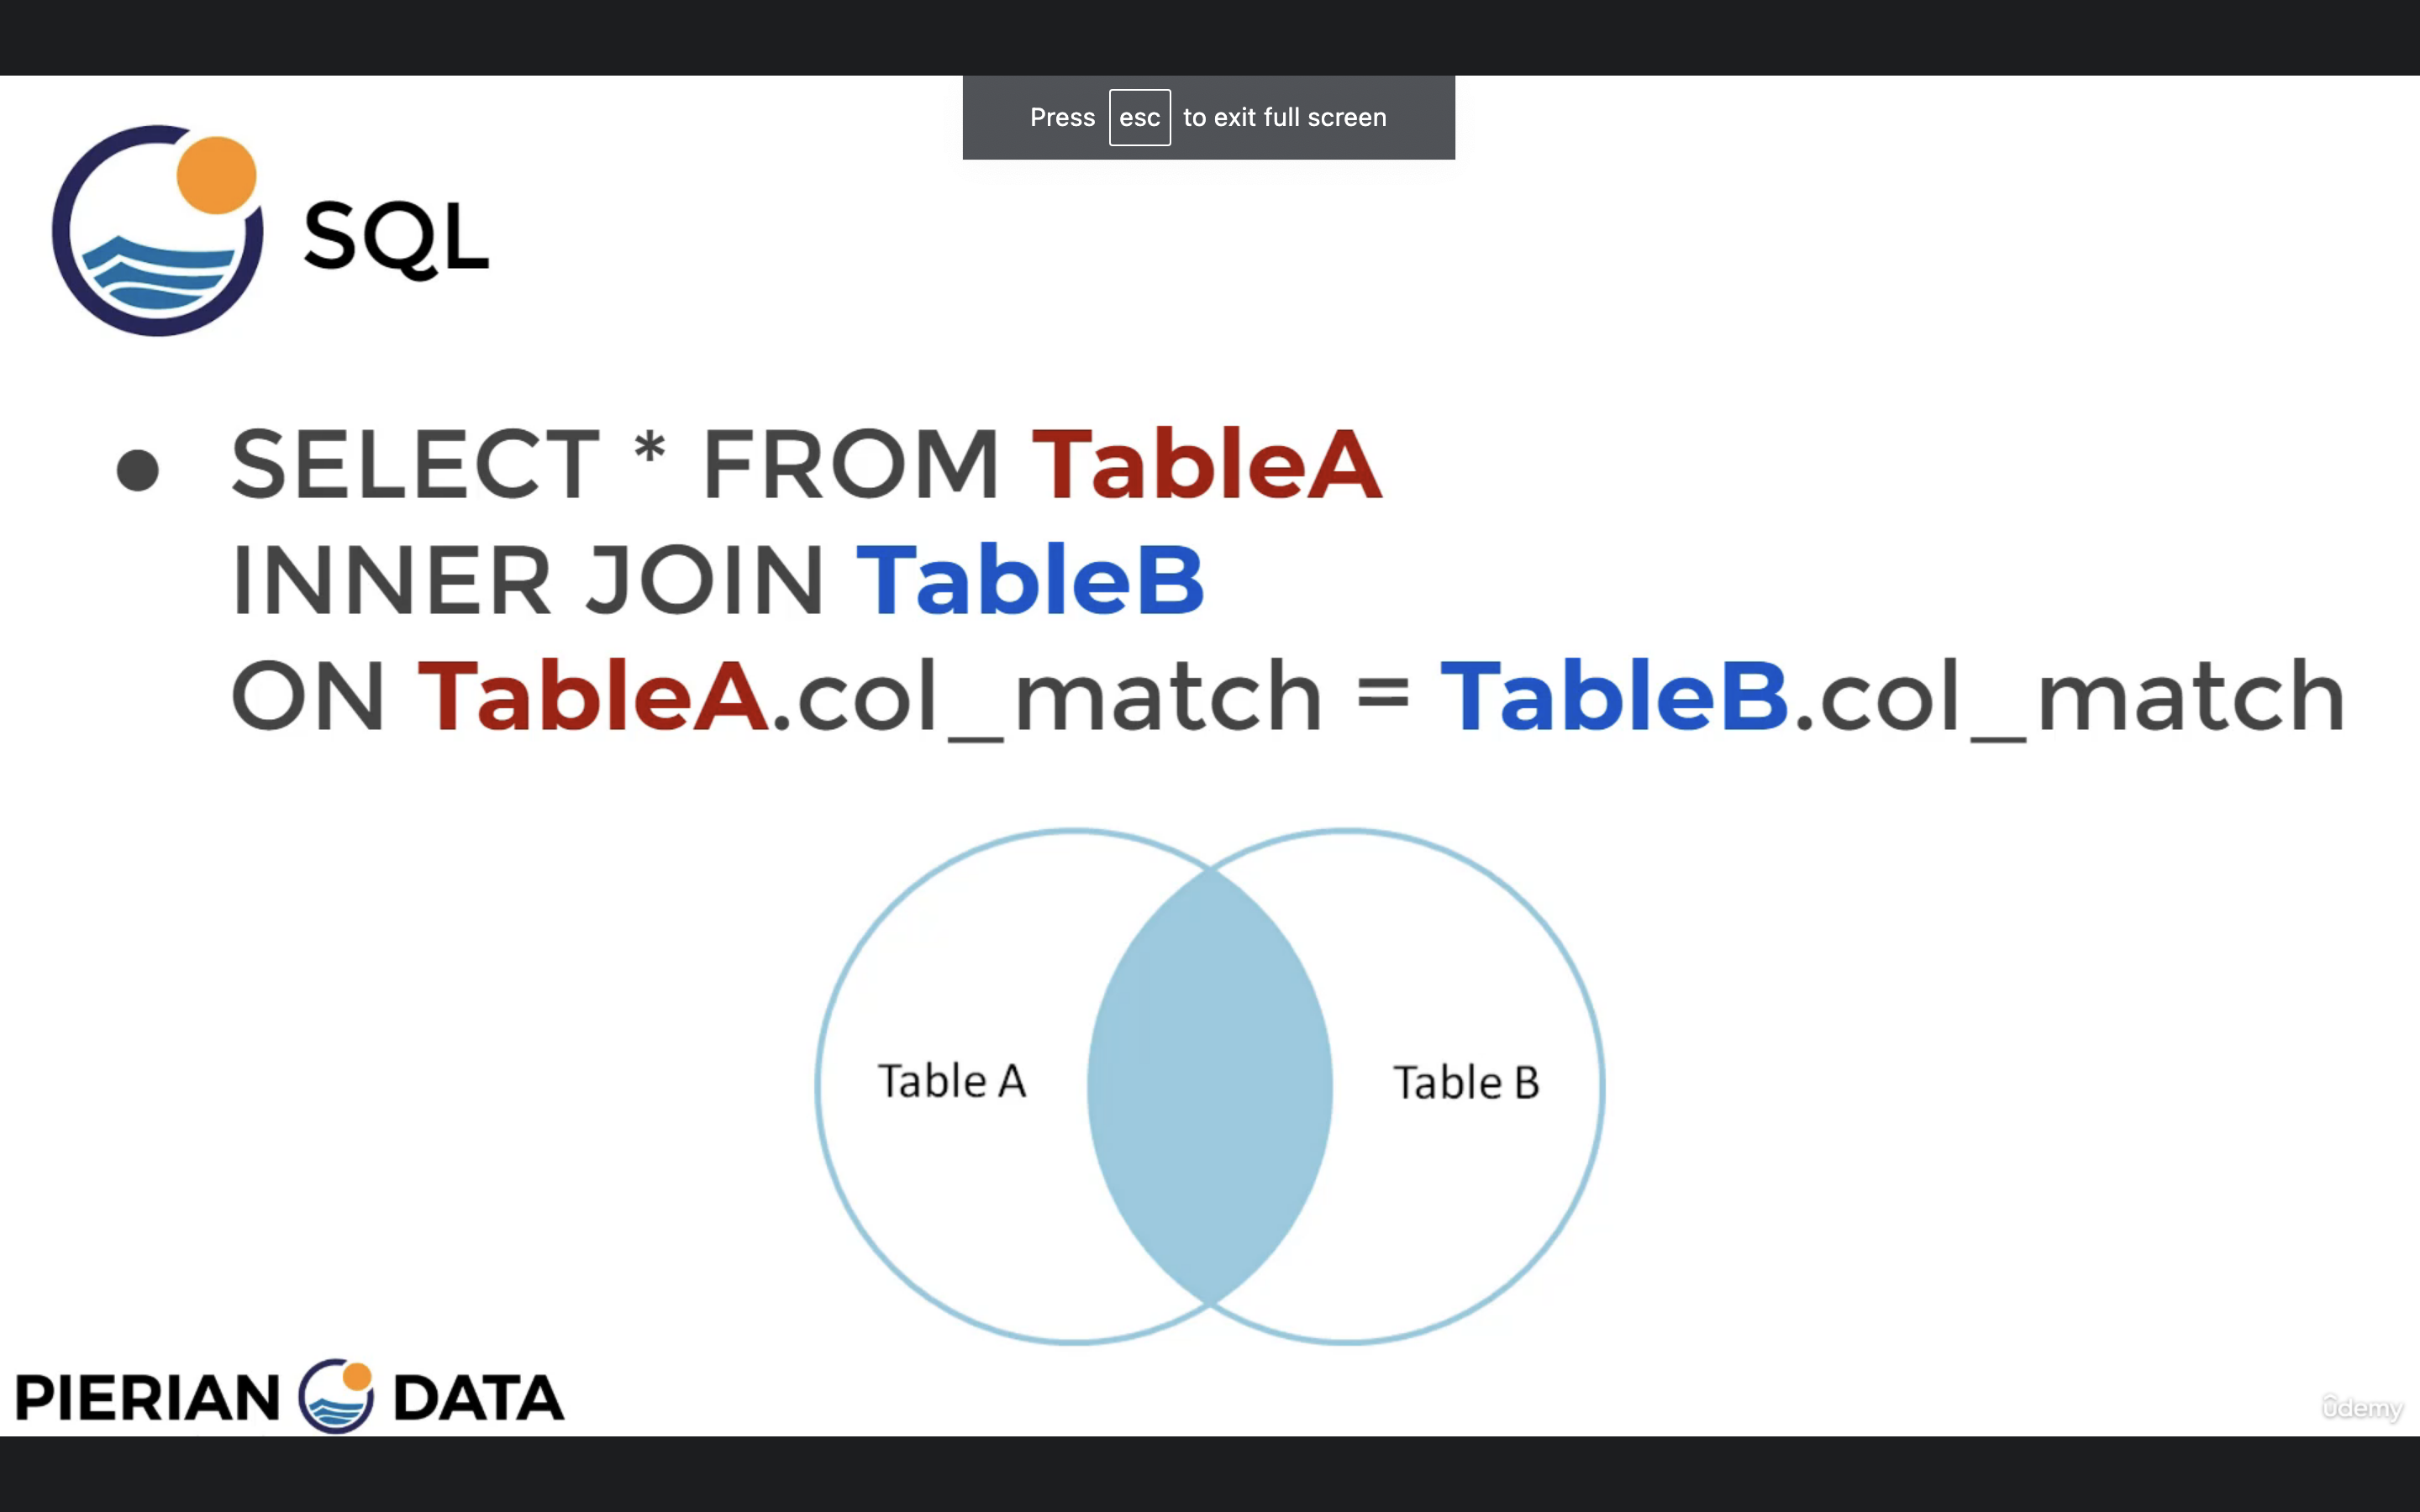 Press esc to exit full screen
SQL
● SELECT * FROM TableA
INNER JOIN TableB
ON TableA.col_match = TableB.col_match
Table A
Table B
PIERIAN DATA
udemy